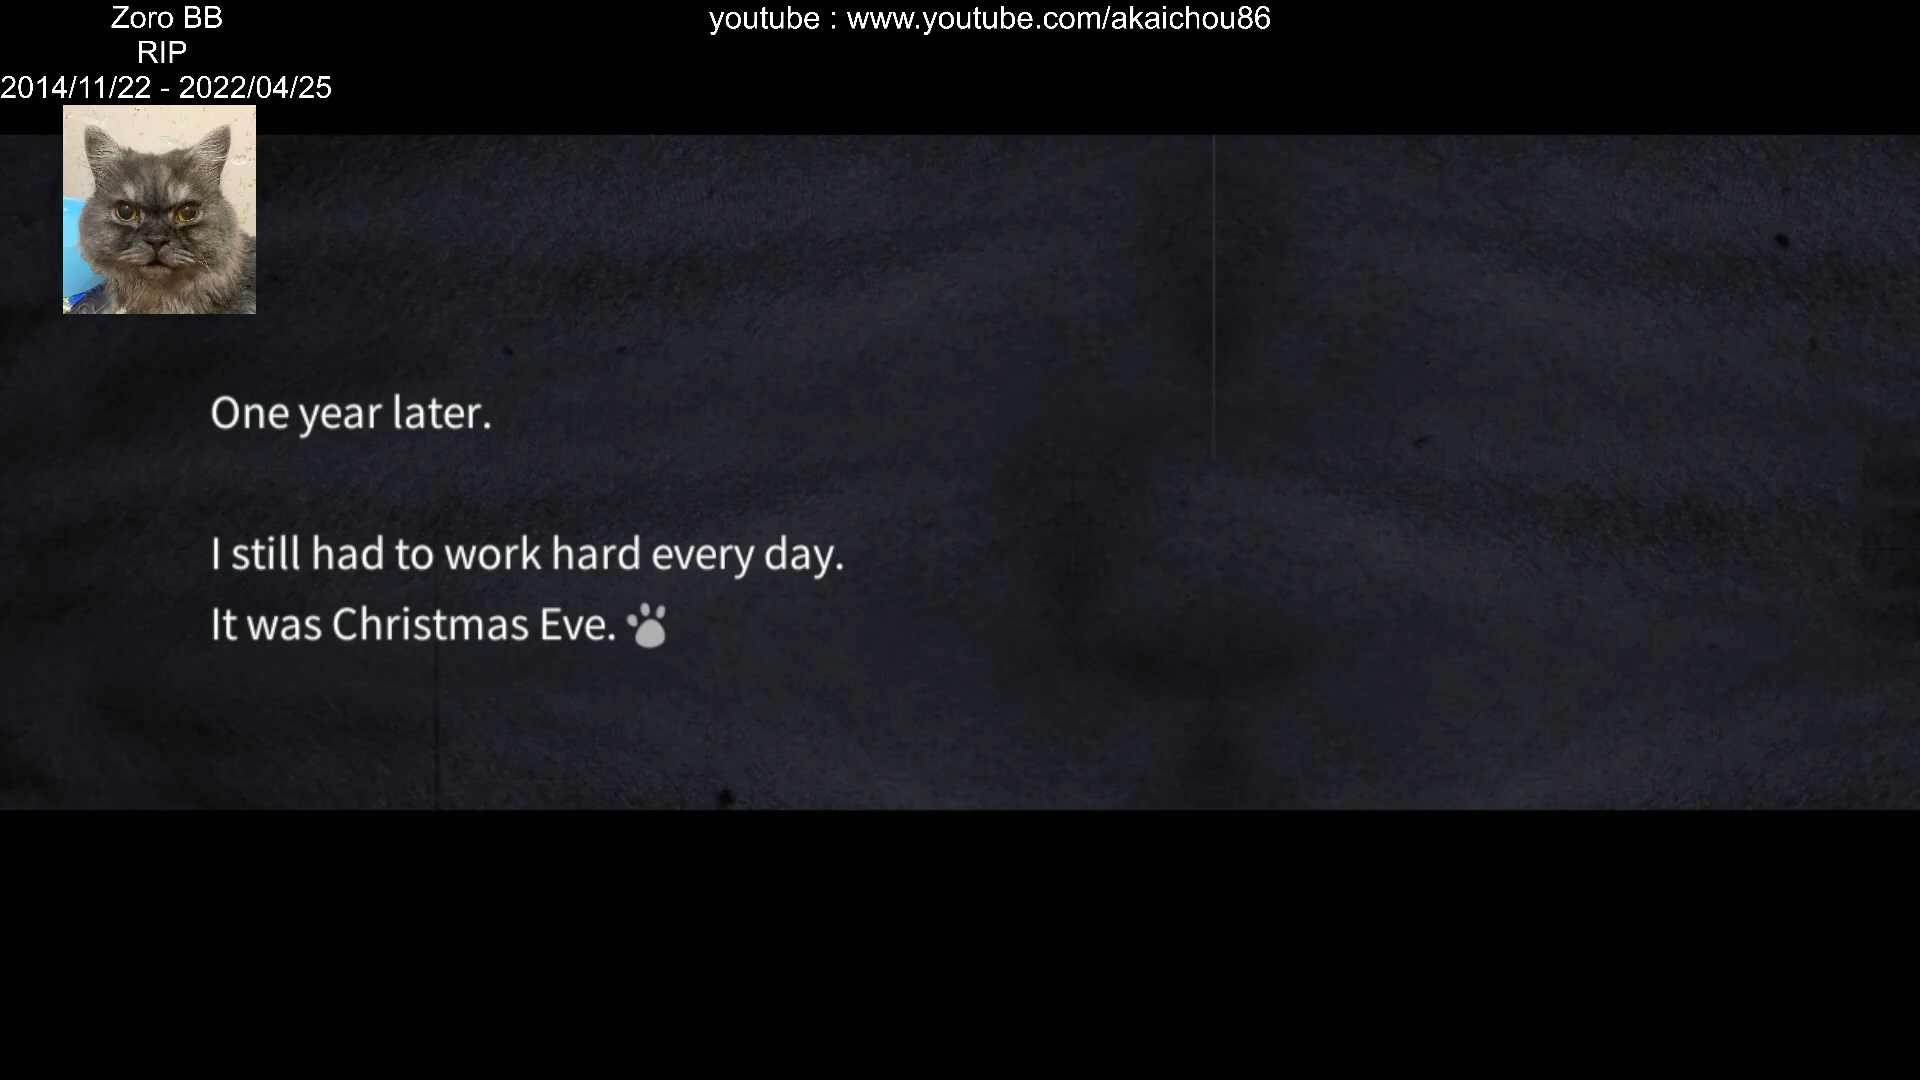 Zoro BB
RIP
2014/11/22 - 2022/04/25
youtube : www.youtube.com/akaichou86
One year later.
I still had to work hard every day.
It was Christmas Eve.